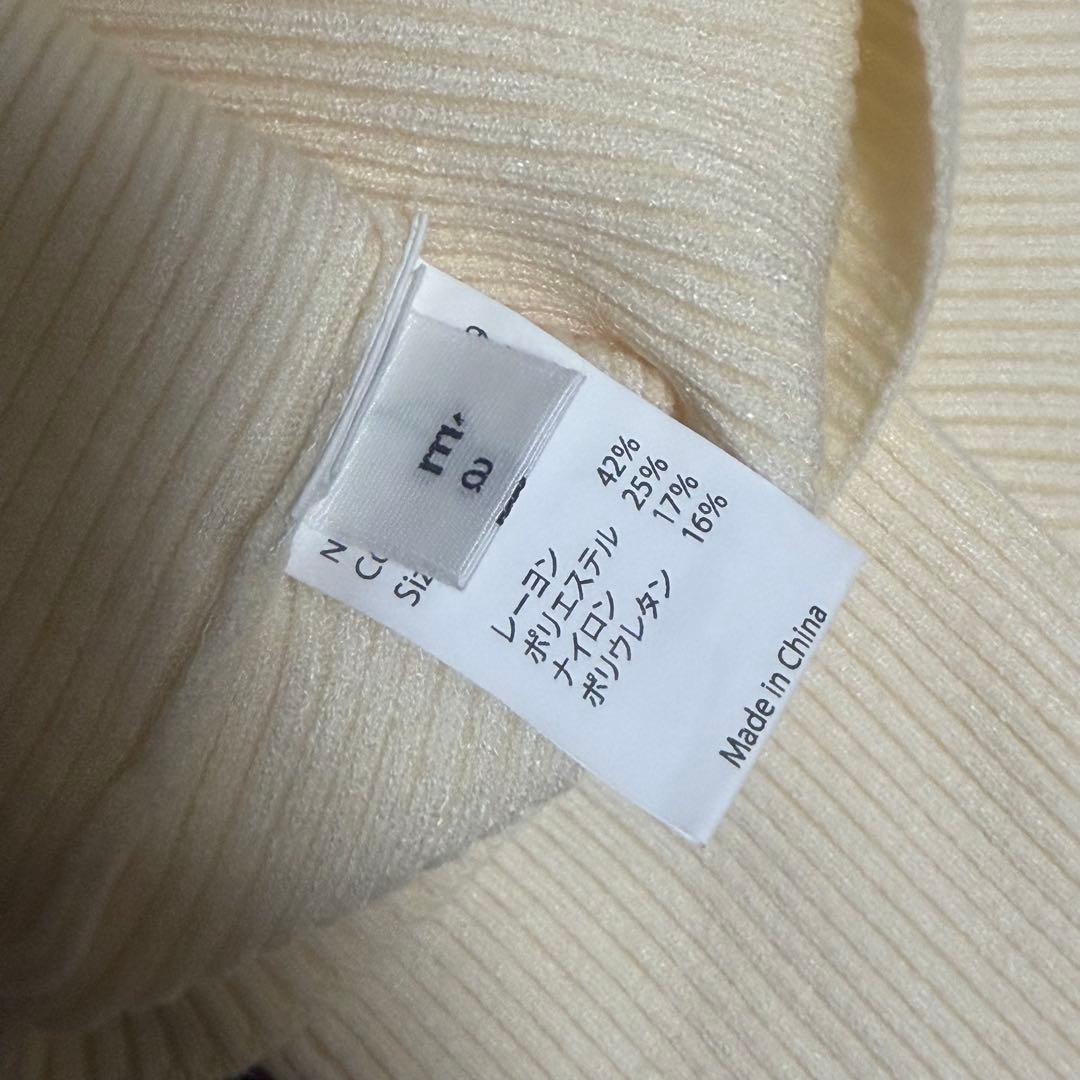 レーヨン 42%
ポリエステル 25%
ナイロン 17%
ポリウレタン 16%
Made in China